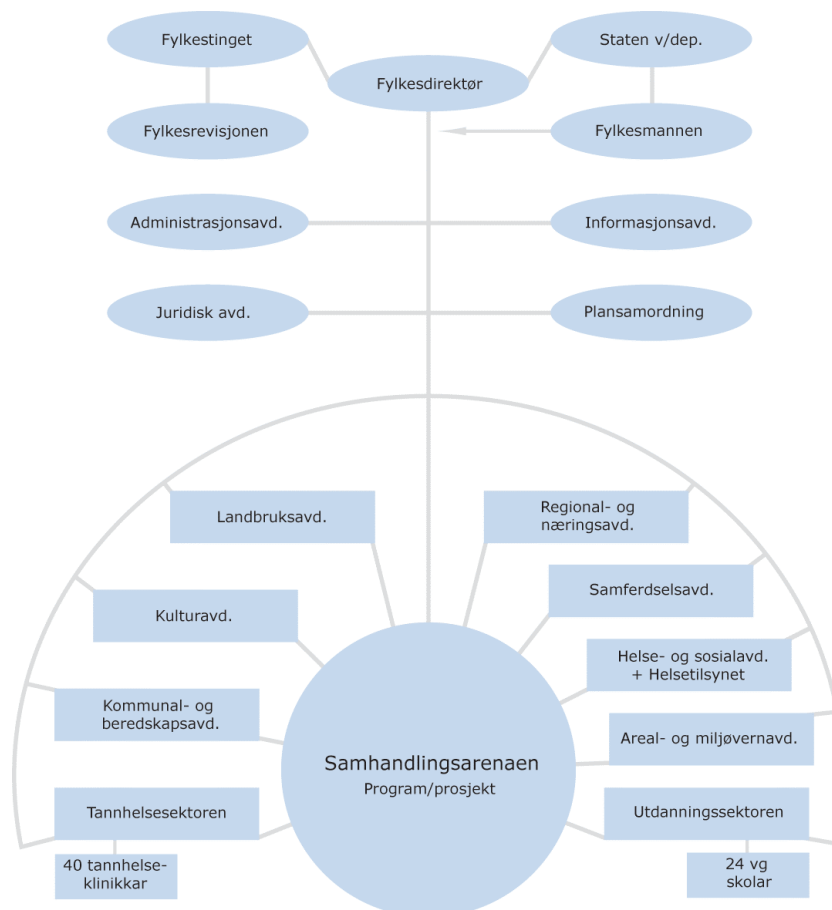 Fylkestinget
Staten v/dep.
Fylkesdirektør
Fylkesrevisjonen
Fylkesmannen
Administrasjonsavd.
Informasjonsavd.
Juridisk avd.
Plansamordning
Landbruksavd.
Regional- og
næringsavd.
Kulturavd.
Samferdselsavd.
Kommunal- og
beredskapsavd.
Helse- og sosialavd.
+ Helsetilsynet
Samhandlingsarenaen
Program/prosjekt
Areal- og miljøvernavd.
Tannhelsesektoren
Utdanningssektoren
40 tannhelse-
klinikkar
24 vg
skolar